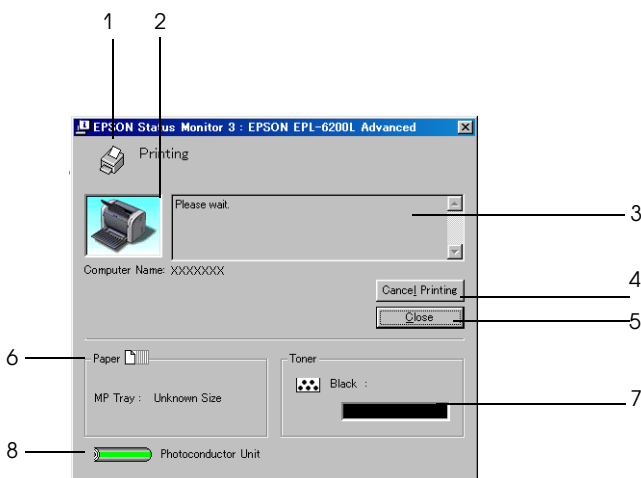 1 2
EPSON Status Monitor 3 : EPSON EPL-6200L Advanced
Printing
Please wait.
3
Computer Name: XXXXXXX
Cancel Printing
4
Close
5
6
Paper
Toner
MP Tray : Unknown Size
Black :
7
8
Photoconductor Unit